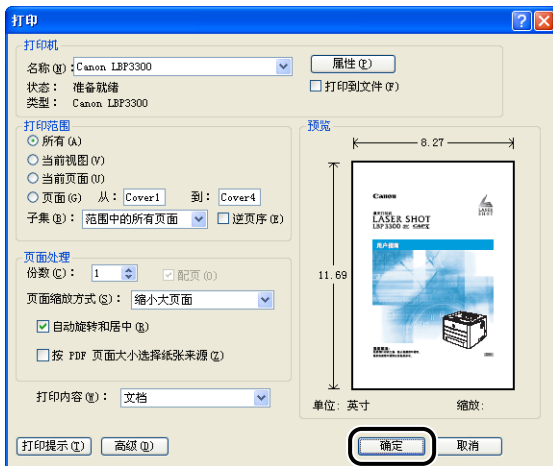 打印
打印机
名称(N): Canon LBP3300
属性(P)
状态: 准备就绪
打印到文件(F)
类型: Canon LBP3300
打印范围
所有(A)
当前视图(V)
当前页面(U)
页面(G) 从: Cover1 到: Cover4
子集(B): 范围中的所有页面 逆页序(E)
页面处理
份数(C): 1 配页(O)
页面缩放方式(S): 缩小大页面
自动旋转和居中(R)
按 PDF 页面大小选择纸张来源(Z)
打印内容(W): 文档
预览
8.27
11.69
Canon
LASER SHOT
LBP3300
用户指南
单位: 英寸 缩放:
打印提示(T) 高级(D) 确定 取消